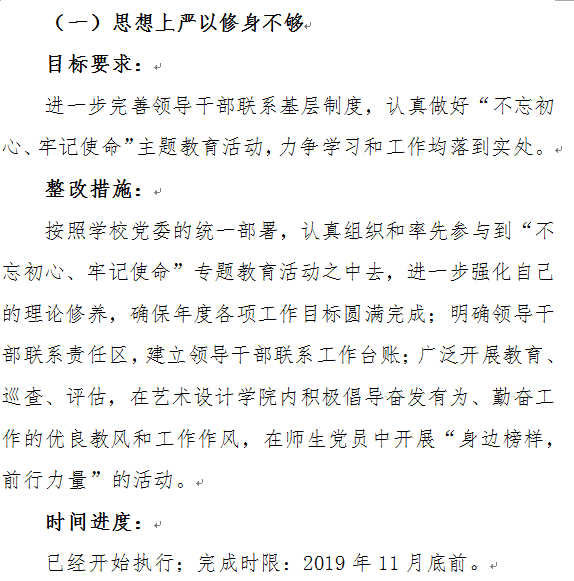 （一）思想上严以修身不够
目标要求：
进一步完善领导干部联系基层制度，认真做好“不忘初
心、牢记使命”主题教育活动，力争学习和工作均落到实处。
整改措施：
按照学校党委的统一部署，认真组织和率先参与到“不
忘初心、牢记使命”专题教育活动之中去，进一步强化自己
的理论修养，确保年度各项工作目标圆满完成；明确领导干
部联系责任区，建立领导干部联系工作台账；广泛开展教育、
巡查、评估，在艺术设计学院内积极倡导奋发有为、勤奋工
作的优良教风和工作作风，在师生党员中开展“身边榜样，
前行力量”的活动。
时间进度：
已经开始执行；完成时限：2019 年 11 月底前。